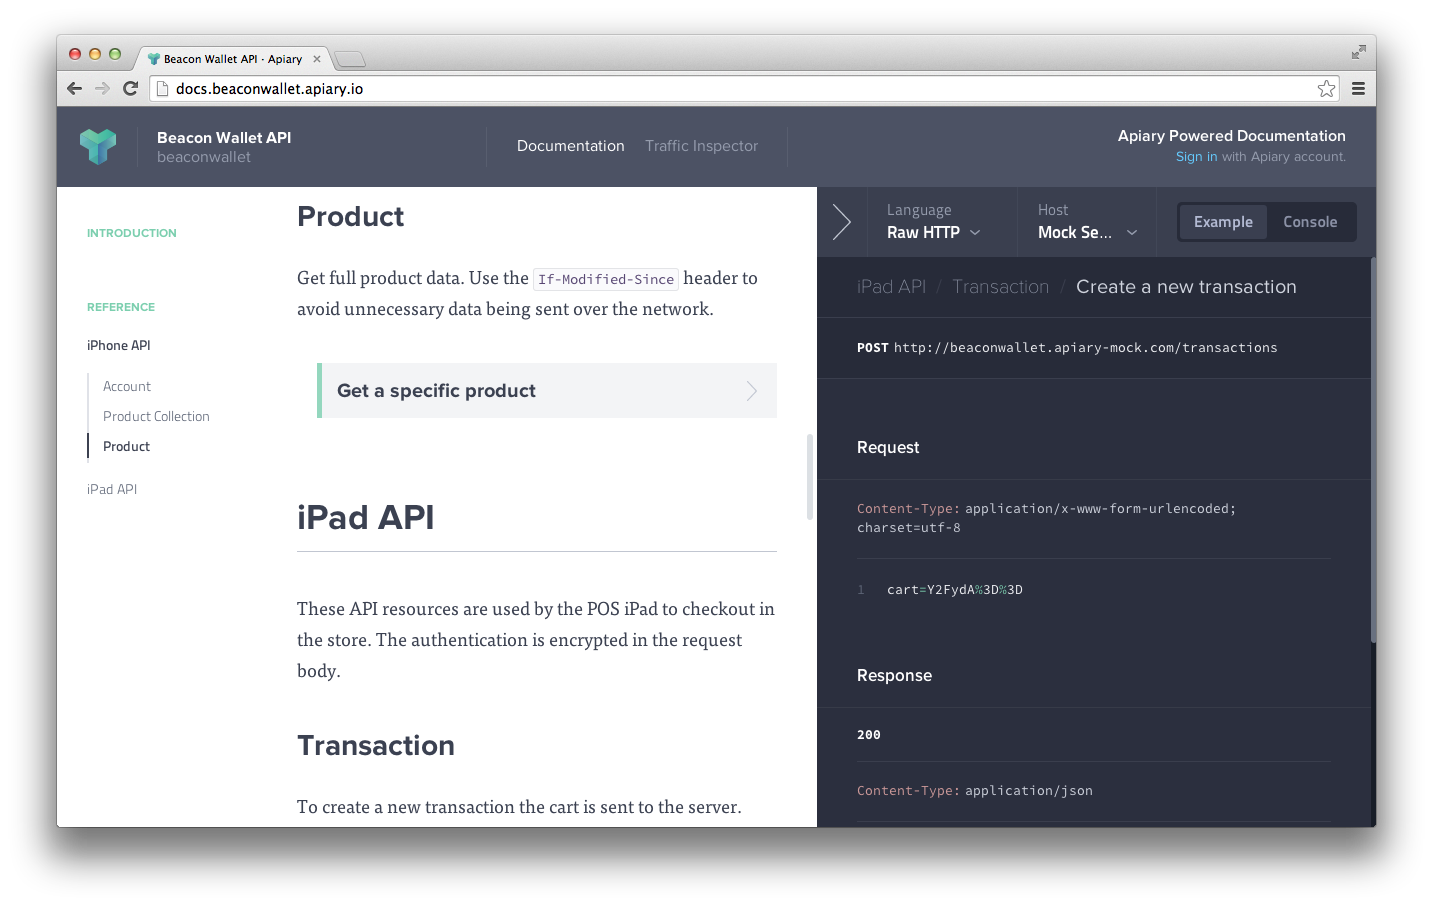 Beacon Wallet API · Apiary
docs.beaconwallet.apiary.io
Beacon Wallet API
beaconwallet
Documentation
Traffic Inspector
Apiary Powered Documentation
Sign in with Apiary account.
INTRODUCTION
REFERENCE
iPhone API
Account
Product Collection
Product
iPad API
Product
Get full product data. Use the If-Modified-Since header to
avoid unnecessary data being sent over the network.
Get a specific product
iPad API
These API resources are used by the POS iPad to checkout in
the store. The authentication is encrypted in the request
body.
Transaction
To create a new transaction the cart is sent to the server.
Language
Raw HTTP
Host
Mock Se...
Example
Console
iPad API / Transaction / Create a new transaction
POST http://beaconwallet.apiary-mock.com/transactions
Request
Content-Type: application/x-www-form-urlencoded;
charset=utf-8
1 cart=Y2FydA%3D%3D
Response
200
Content-Type: application/json